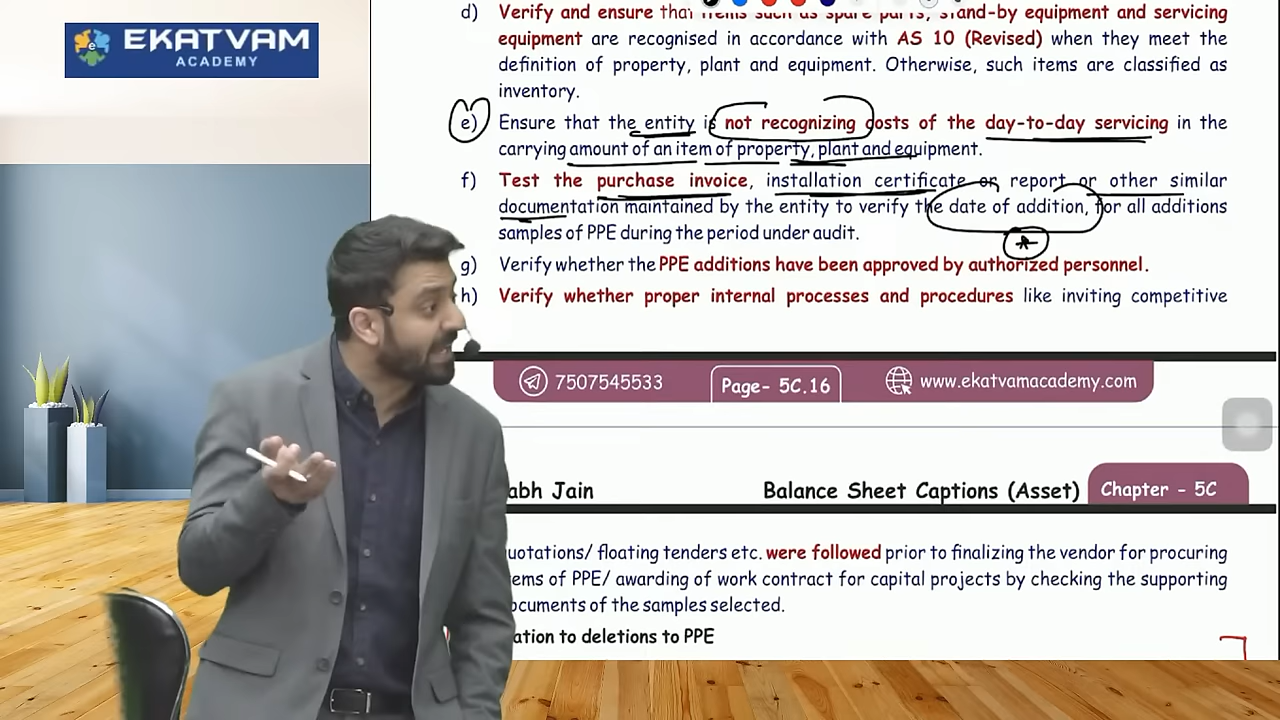 EKATVAM
ACADEMY
d) Verify and ensure that items such as spare parts, stand-by equipment and servicing
equipment are recognised in accordance with AS 10 (Revised) when they meet the
definition of property, plant and equipment. Otherwise, such items are classified as
inventory.
e) Ensure that the entity is not recognizing costs of the day-to-day servicing in the
carrying amount of an item of property, plant and equipment.
f) Test the purchase invoice, installation certificate or report or other similar
documentation maintained by the entity to verify the date of addition, for all additions
samples of PPE during the period under audit.
g) Verify whether the PPE additions have been approved by authorized personnel.
h) Verify whether proper internal processes and procedures like inviting competitive
7507545533 Page- 5C.16 www.ekatvamacademy.com
abh Jain Balance Sheet Captions (Asset) Chapter - 5C
uotations/ floating tenders etc. were followed prior to finalizing the vendor for procuring
ems of PPE/ awarding of work contract for capital projects by checking the supporting
ocuments of the samples selected.
ation to deletions to PPE